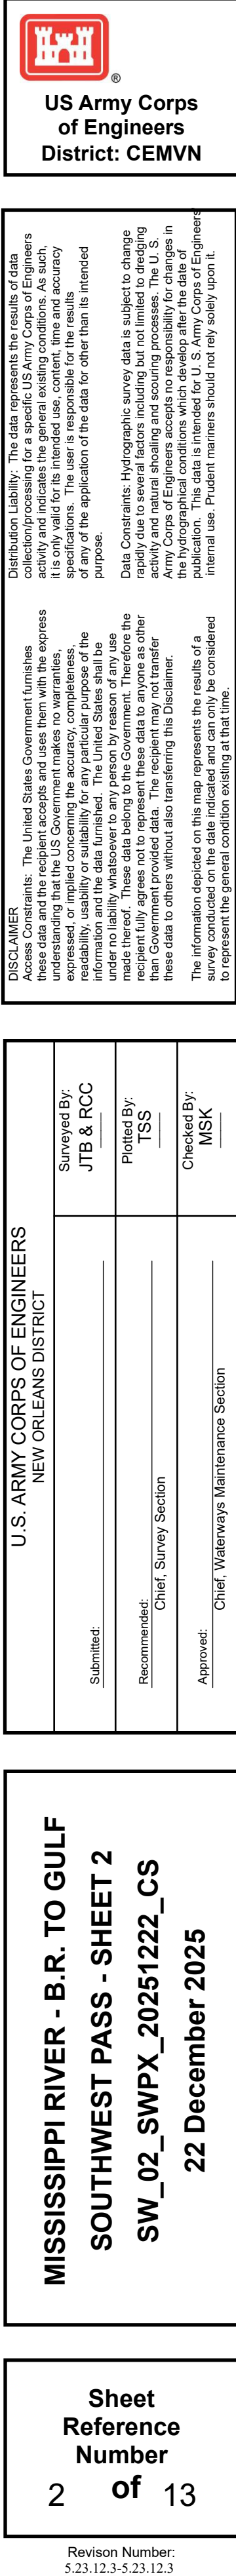 ®
US Army Corps
of Engineers
District: CEMVN
DISCLAIMER
Access Constraints: The United States Government furnishes
these data and the recipient accepts and uses them with the express
understanding that the US Government makes no warranties,
expressed, or implied concerning the accuracy, completeness,
readability, usability or suitability for any particular purpose of the
information and the data furnished. The United States shall be
under no liability whatsoever to any person by reason of any use
made thereof. These data belong to the Government. Therefore the
recipient fully agrees not to represent these data to anyone as other
than Government provided data. The recipient may not transfer
these data to others without also transferring this Disclaimer.
The information depicted on this map represents the results of a
survey conducted on the date indicated and can only be considered
to represent the general condition existing at that time.
Distribution Liability: The data represents the results of data
collection/processing for a specific US Army Corps of Engineers
activity and indicates the general existing conditions. As such,
it is only valid for its intended use, content, time, and accuracy
specifications. The user is responsible for the results
of any of the application of the data for other than its intended
purpose.
Data Constraints: Hydrographic survey data is subject to change
rapidly due to several factors including but not limited to dredging
activity and natural shoaling and scouring processes. The U. S.
Army Corps of Engineers accepts no responsibility for changes in
the hydrographical conditions which develop after the date of
publication. This data is intended for U. S. Army Corps of Engineers'
internal use. Prudent mariners should not rely solely upon it.
U.S. ARMY CORPS OF ENGINEERS
NEW ORLEANS DISTRICT
Submitted:
Surveyed By:
JTB & RCC
Recommended:
Chief, Survey Section
Plotted By:
TSS
Approved:
Chief, Waterways Maintenance Section
Checked By:
MSK
MISSISSIPPI RIVER - B.R. TO GULF
SOUTHWEST PASS - SHEET 2
SW_02_SWPX_20251222_CS
22 December 2025
Sheet
Reference
Number
2 of 13
Revison Number:
5.23.12.3-5.23.12.3